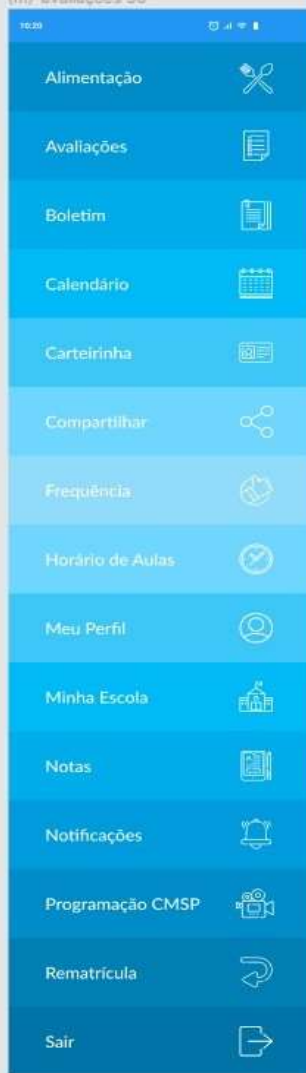 10:20
Alimentação
Avaliações
Boletim
Calendário
Carteirinha
Compartilhar
Frequência
Horário de Aulas
Meu Perfil
Minha Escola
Notas
Notificações
Programação CMSP
Rematrícula
Sair